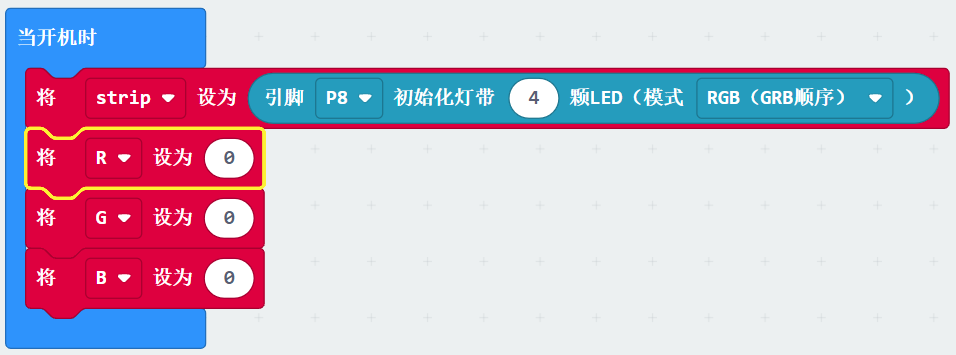 当开机时
将 strip 设为 引脚 P8 初始化灯带 4 颗LED（模式 RGB（GRB顺序） ）
将 R 设为 0
将 G 设为 0
将 B 设为 0